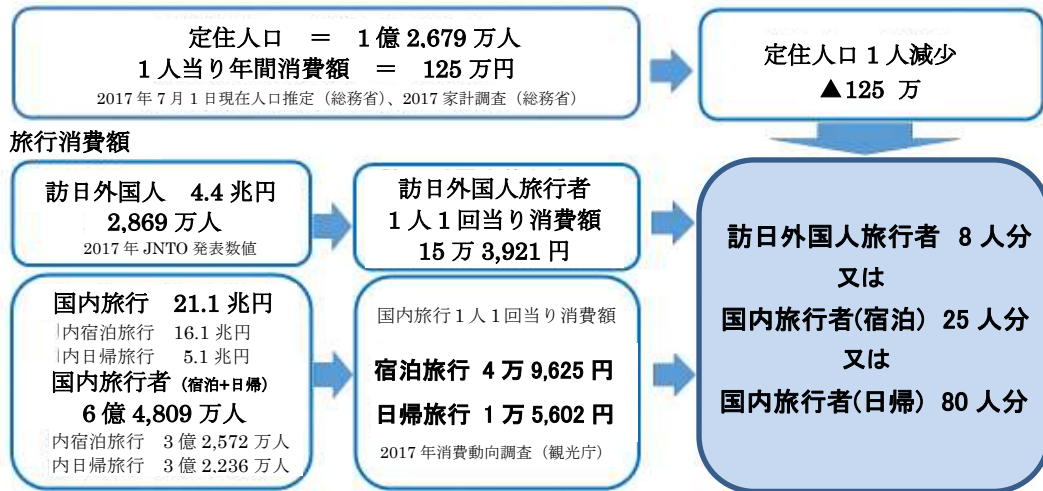 定住人口 ＝ 1億2,679万人
1人当り年間消費額 ＝ 125万円
2017年7月1日現在人口推定（総務省）、2017家計調査（総務省）
定住人口1人減少
▲125 万
旅行消費額
訪日外国人 4.4兆円
2,869万人
2017年JNTO発表数値
訪日外国人旅行者
1人1回当り消費額
15万3,921円
国内旅行 21.1兆円
内宿泊旅行 16.1兆円
内日帰旅行 5.1兆円
国内旅行者（宿泊+日帰）
6億4,809万人
内宿泊旅行 3億2,572万人
内日帰旅行 3億2,236万人
国内旅行1人1回当り消費額
宿泊旅行 4万9,625円
日帰旅行 1万5,602円
2017年消費動向調査（観光庁）
訪日外国人旅行者 8人分
又は
国内旅行者(宿泊) 25人分
又は
国内旅行者(日帰) 80人分